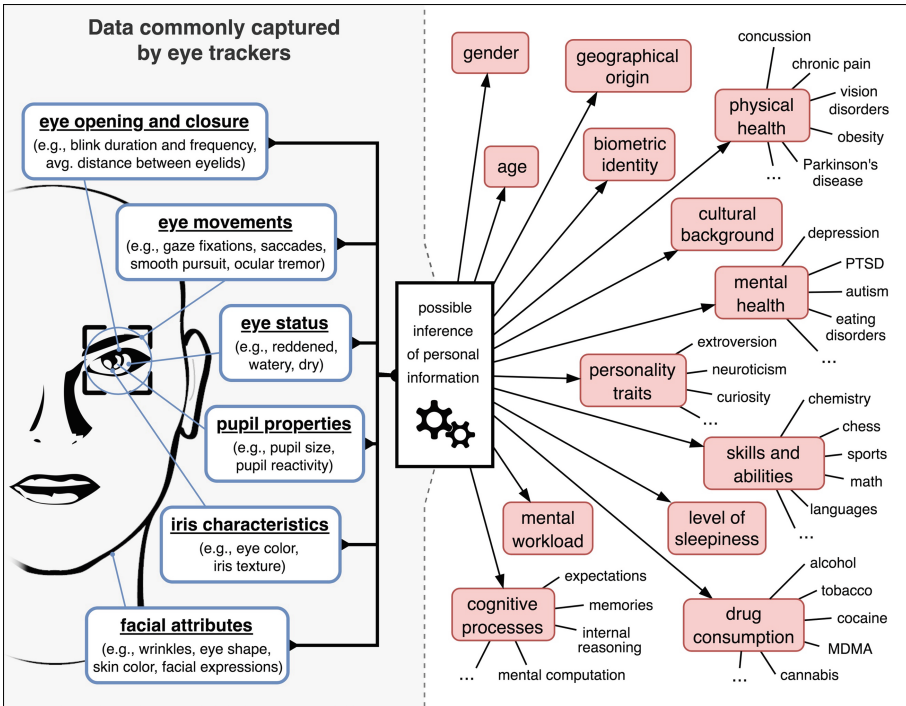 Data commonly captured
by eye trackers
eye opening and closure
(e.g., blink duration and frequency,
avg. distance between eyelids)
eye movements
(e.g., gaze fixations, saccades,
smooth pursuit, ocular tremor)
eye status
(e.g., reddened,
watery, dry)
pupil properties
(e.g., pupil size,
pupil reactivity)
iris characteristics
(e.g., eye color,
iris texture)
facial attributes
(e.g., wrinkles, eye shape,
skin color, facial expressions)
possible
inference
of personal
information
gender
geographical
origin
age
biometric
identity
physical
health
concussion
chronic pain
vision
disorders
obesity
Parkinson's
disease
...
cultural
background
mental
health
depression
PTSD
autism
eating
disorders
...
personality
traits
extroversion
neuroticism
curiosity
...
skills and
abilities
chemistry
chess
sports
math
languages
...
mental
workload
level of
sleepiness
cognitive
processes
expectations
memories
internal
reasoning
mental computation
...
drug
consumption
alcohol
tobacco
cocaine
MDMA
cannabis
...